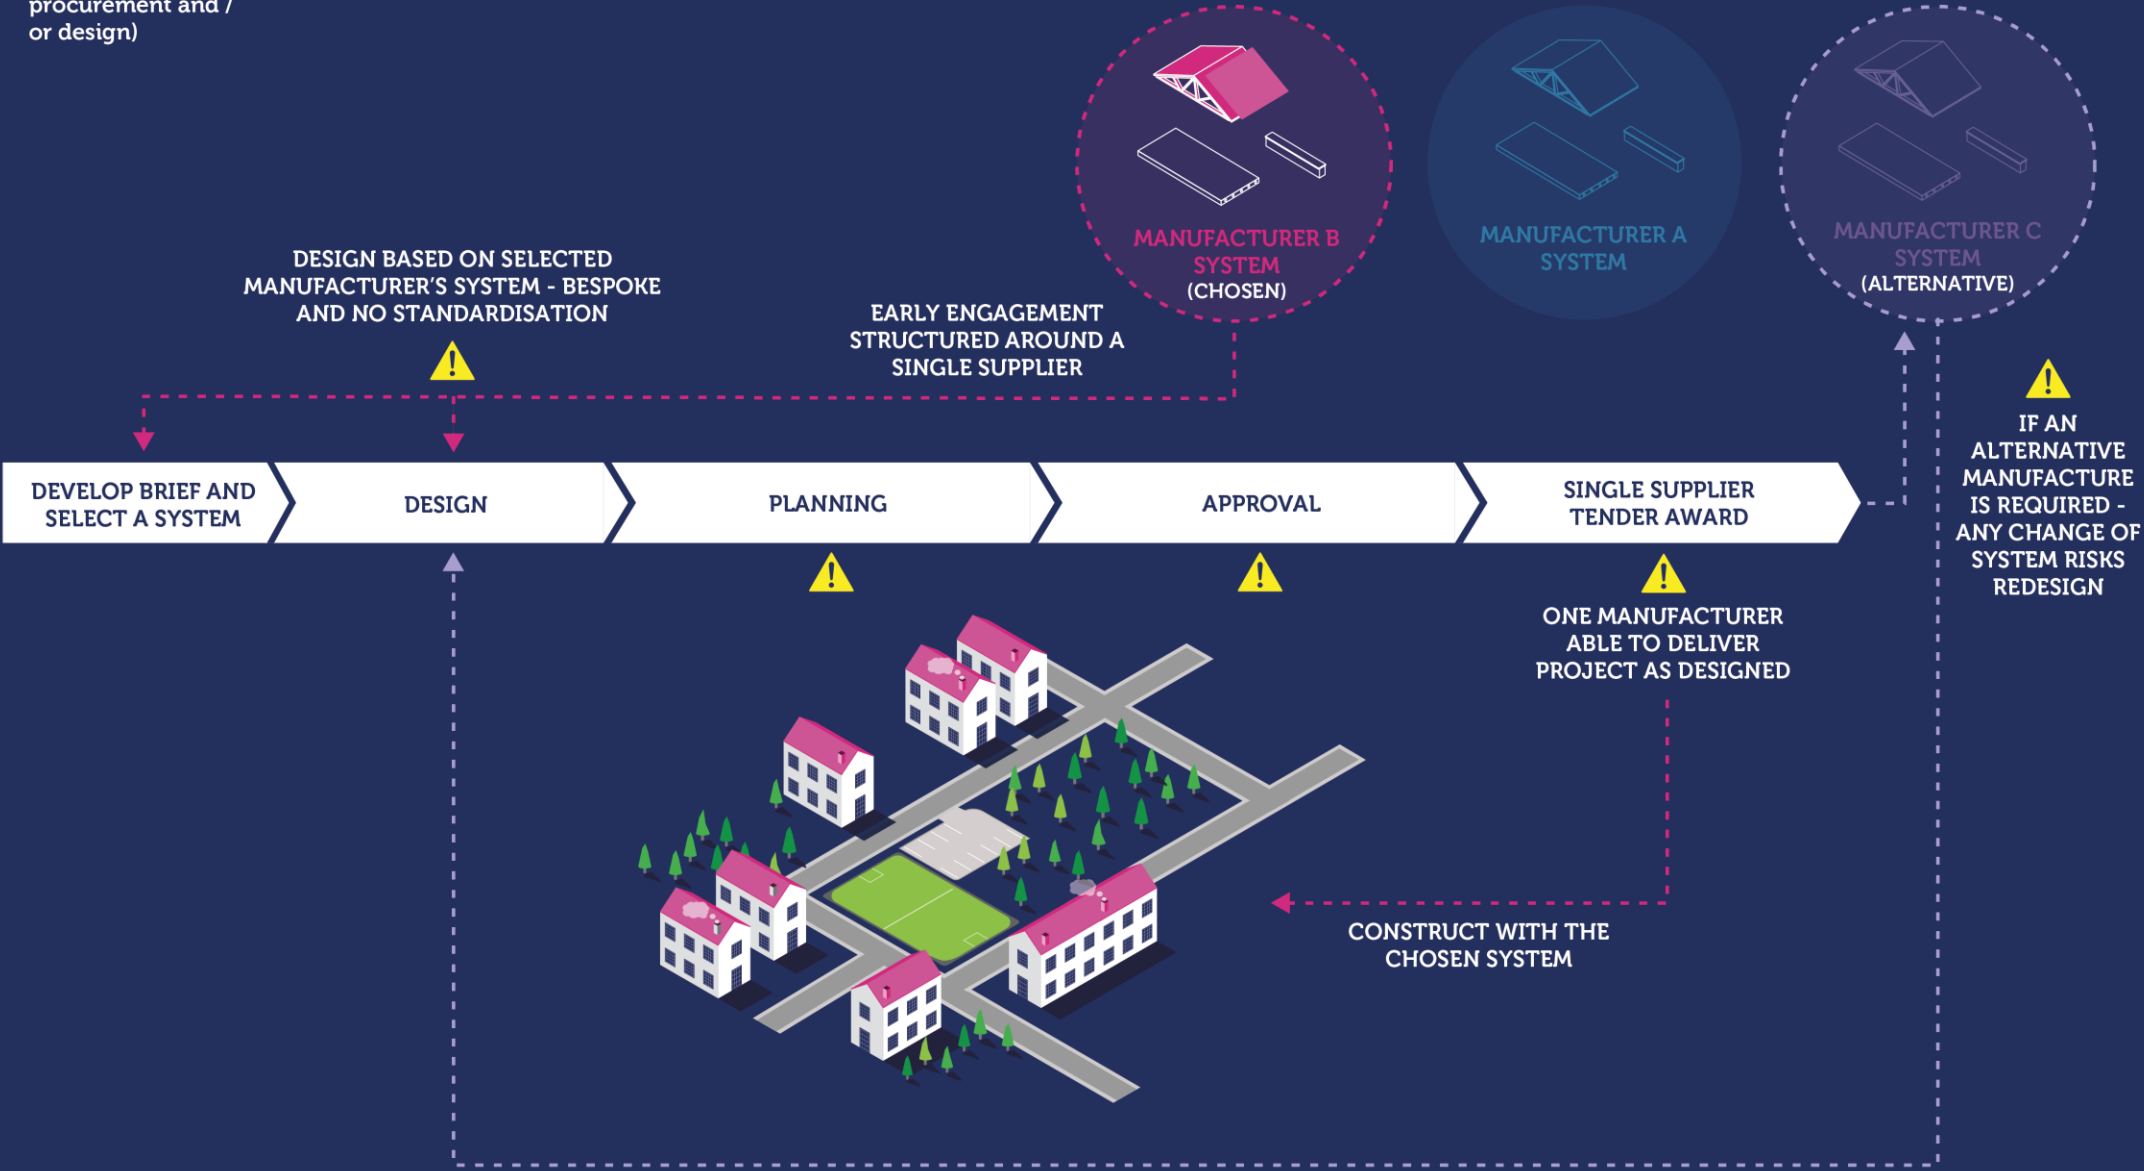 procurement and /
or design)
MANUFACTURER B
SYSTEM
(CHOSEN)
MANUFACTURER A
SYSTEM
MANUFACTURER C
SYSTEM
(ALTERNATIVE)
DESIGN BASED ON SELECTED
MANUFACTURER’S SYSTEM - BESPOKE
AND NO STANDARDISATION
EARLY ENGAGEMENT
STRUCTURED AROUND A
SINGLE SUPPLIER
IF AN
ALTERNATIVE
MANUFACTURE
IS REQUIRED -
ANY CHANGE OF
SYSTEM RISKS
REDESIGN
DEVELOP BRIEF AND
SELECT A SYSTEM
DESIGN
PLANNING
APPROVAL
SINGLE SUPPLIER
TENDER AWARD
ONE MANUFACTURER
ABLE TO DELIVER
PROJECT AS DESIGNED
CONSTRUCT WITH THE
CHOSEN SYSTEM